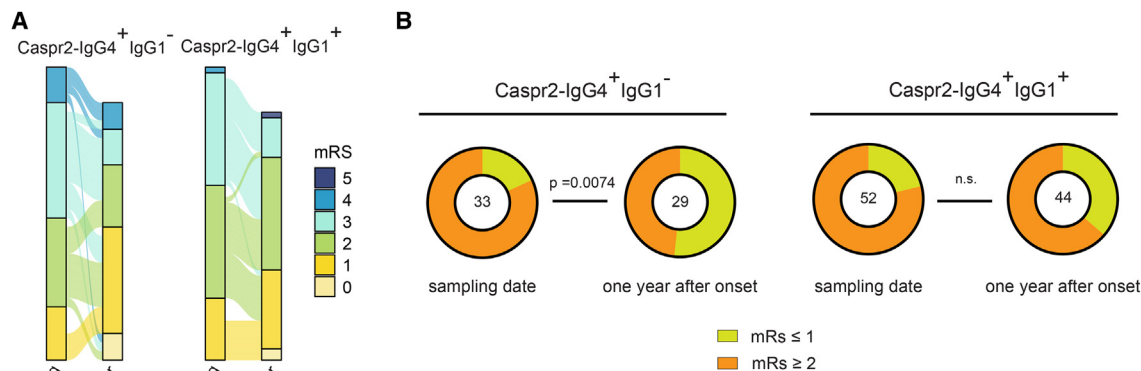 A
Caspr2-IgG4+IgG1-
Caspr2-IgG4+IgG1+
mRS
5
4
3
2
1
0
B
Caspr2-IgG4+IgG1-
Caspr2-IgG4+IgG1+
33
p =0.0074
29
52
n.s.
44
sampling date
one year after onset
sampling date
one year after onset
mRs ≤ 1
mRs ≥ 2